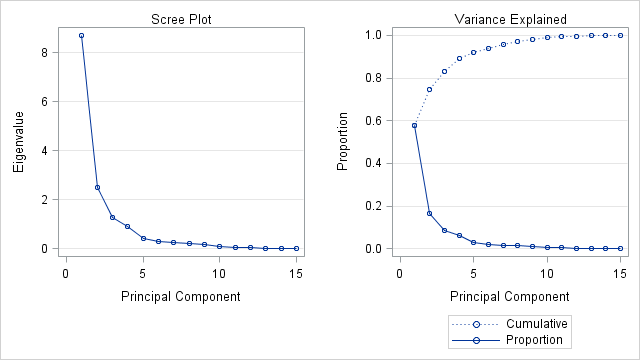 Scree Plot
Eigenvalue
8
6
4
2
0
0 5 10 15
Principal Component
Variance Explained
Proportion
1.0
0.8
0.6
0.4
0.2
0.0
0 5 10 15
Principal Component
Cumulative
Proportion